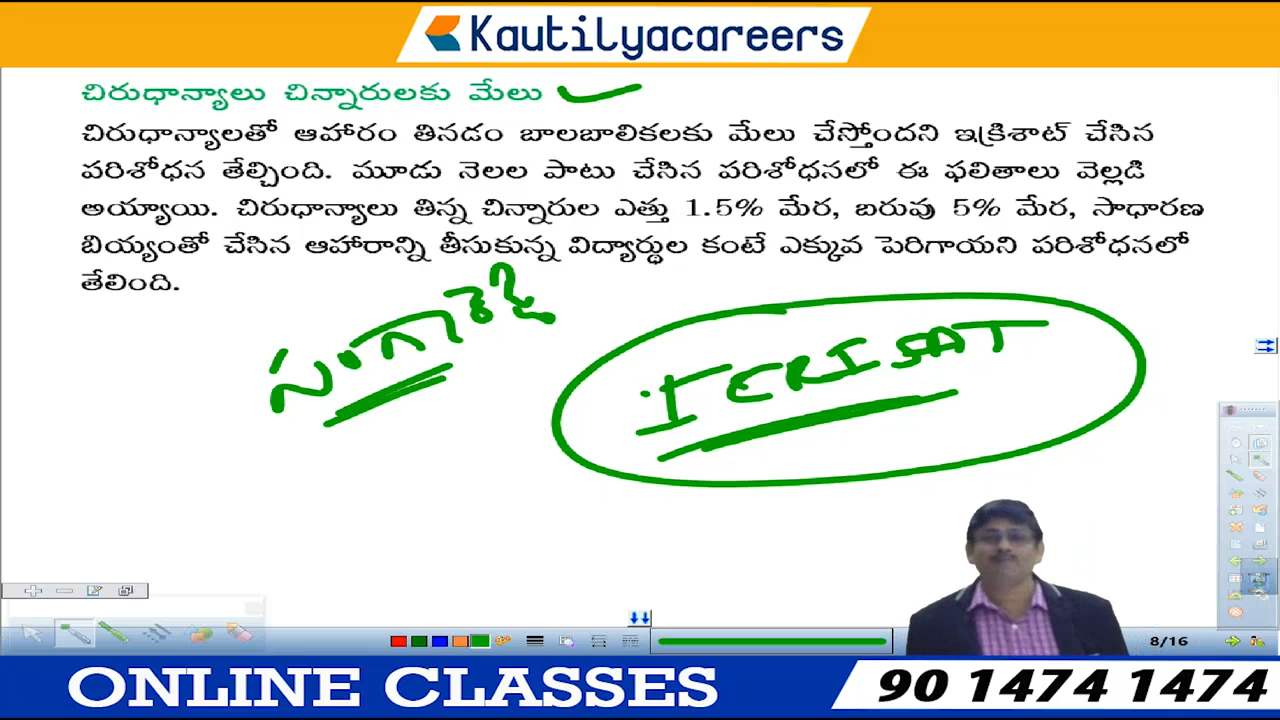 Kautilyacareers
చిరుధాన్యాలు చిన్నారులకు మేలు
చిరుధాన్యాలతో ఆహారం తినడం బాలబాలికలకు మేలు చేస్తోందని ఇక్రిశాట్ చేసిన
పరిశోధన తేల్చింది. మూడు నెలల పాటు చేసిన పరిశోధనలో ఈ ఫలితాలు వెల్లడి
అయ్యాయి. చిరుధాన్యాలు తిన్న చిన్నారుల ఎత్తు 1.5% మేర, బరువు 5% మేర, సాధారణ
బియ్యంతో చేసిన ఆహారాన్ని తీసుకున్న విద్యార్థుల కంటే ఎక్కువ పెరిగాయని పరిశోధనలో
తేలింది.
8/16
ONLINE CLASSES
90 1474 1474